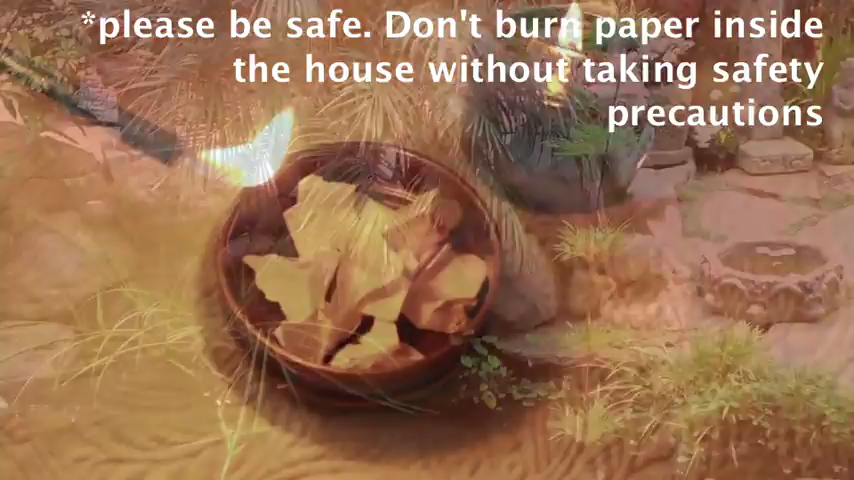 *please be safe. Don't burn paper inside
the house without taking safety
precautions